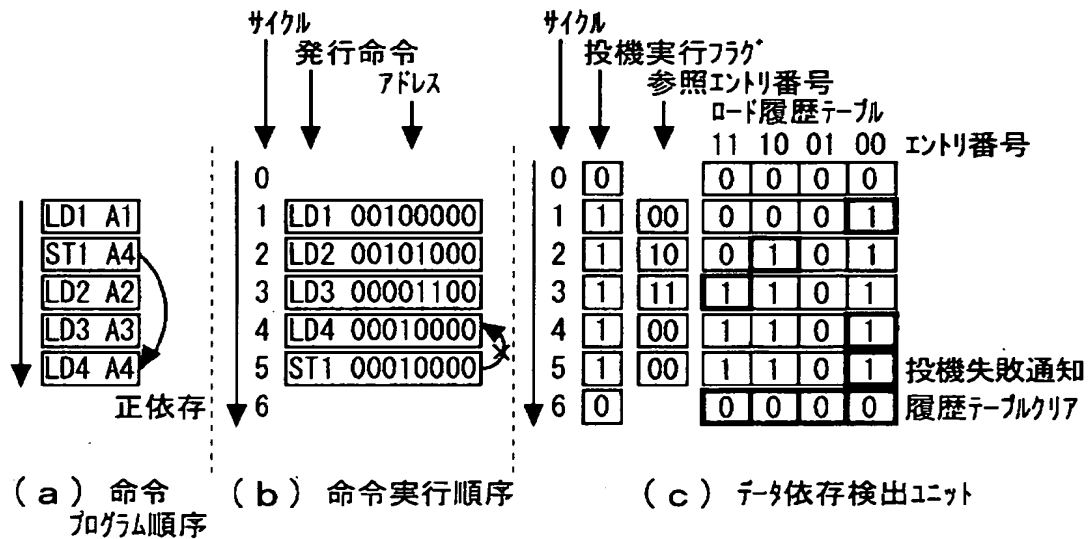 サイクル
発行命令
アドレス
サイクル
投機実行フラグ
参照エントリ番号
ロード履歴テーブル
11 10 01 00 エントリ番号
LD1 A1
ST1 A4
LD2 A2
LD3 A3
LD4 A4
正依存
0
1 LD1 00100000
2 LD2 00101000
3 LD3 00001100
4 LD4 00010000
5 ST1 00010000
6
0 0 0 0 0 0
1 1 00 0 0 0 1
2 1 10 0 1 0 1
3 1 11 1 1 0 1
4 1 00 1 1 0 1
5 1 00 1 1 0 1 投機失敗通知
6 0 0 0 0 0 履歴テーブルクリア
(a) 命令
プログラム順序
(b) 命令実行順序
(c) データ依存検出ユニット